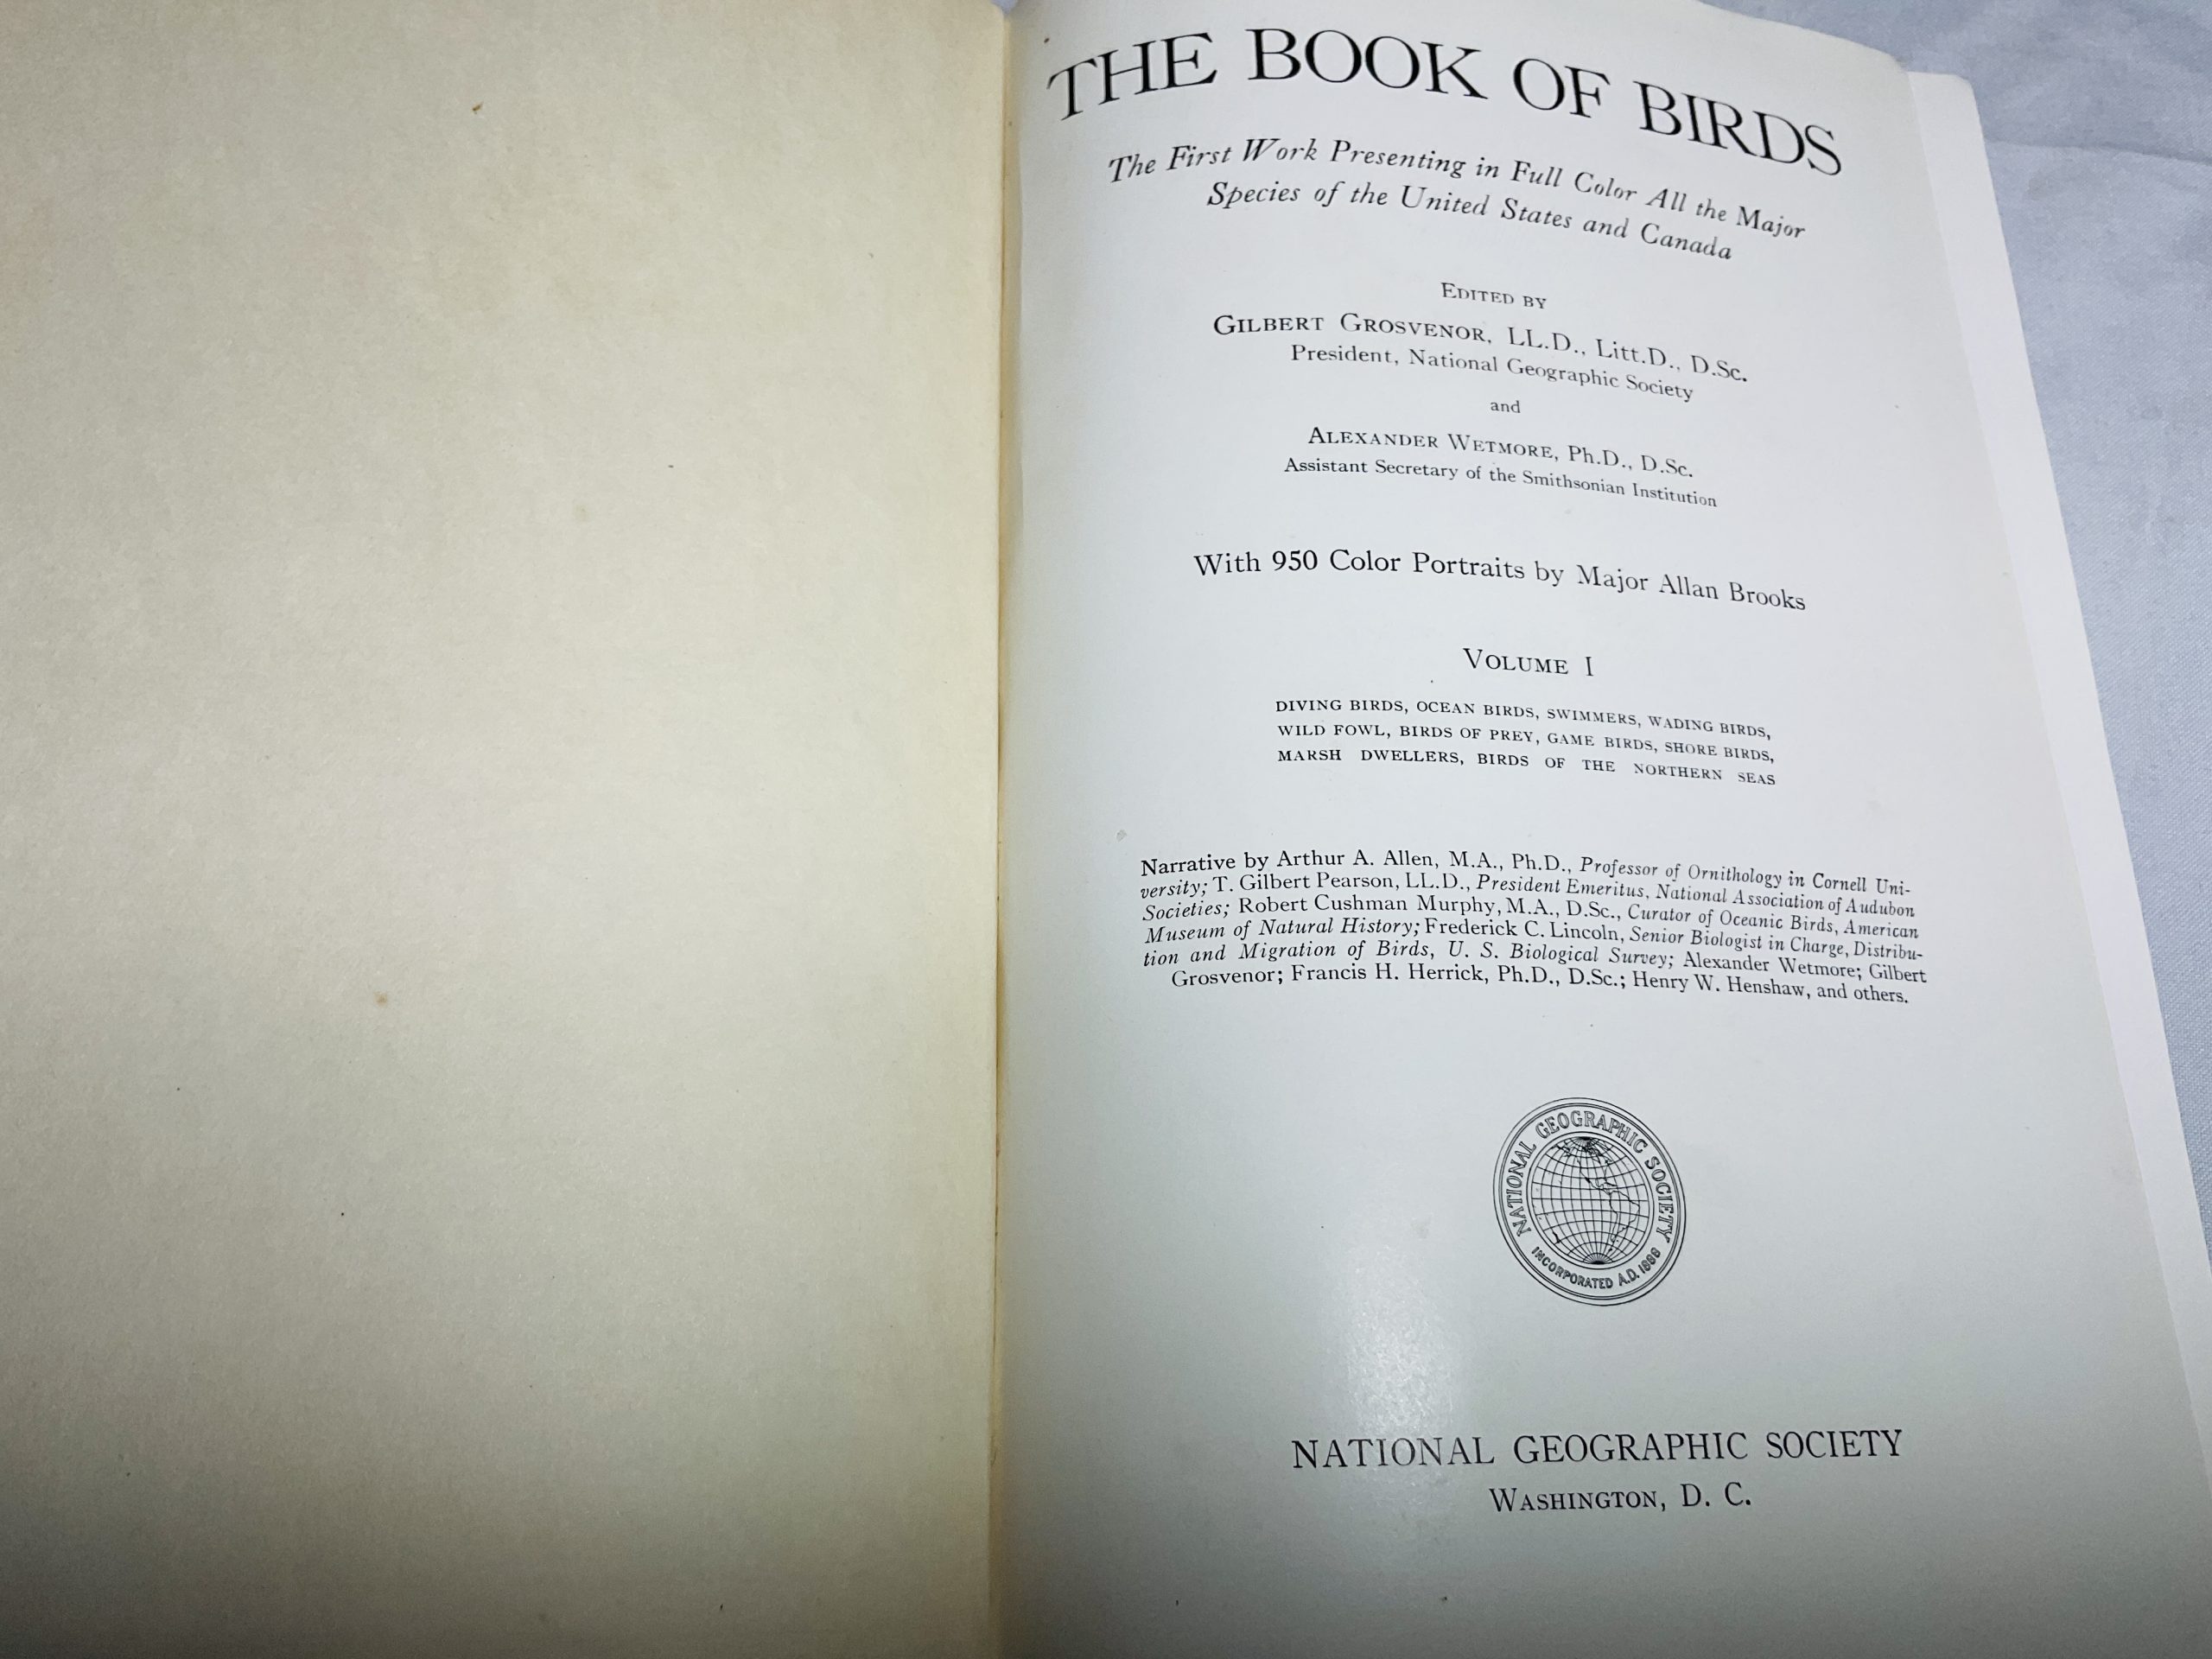 THE BOOK OF BIRDS
The First Work Presenting in Full Color All the Major
Species of the United States and Canada
EDITED BY
GILBERT GROSVENOR, LL.D., Litt.D., D.Sc.
President, National Geographic Society
and
ALEXANDER WETMORE, Ph.D., D.Sc.
Assistant Secretary of the Smithsonian Institution
With 950 Color Portraits by Major Allan Brooks
VOLUME I
DIVING BIRDS, OCEAN BIRDS, SWIMMERS, WADING BIRDS,
WILD FOWL, BIRDS OF PREY, GAME BIRDS, SHORE BIRDS,
MARSH DWELLERS, BIRDS OF THE NORTHERN SEAS
Narrative by Arthur A. Allen, M.A., Ph.D., Professor of Ornithology in Cornell Uni-
versity; T. Gilbert Pearson, LL.D., President Emeritus, National Association of Audubon
Societies; Robert Cushman Murphy, M.A., D.Sc., Curator of Oceanic Birds, American
Museum of Natural History; Frederick C. Lincoln, Senior Biologist in Charge, Distribu-
tion and Migration of Birds, U. S. Biological Survey; Alexander Wetmore; Gilbert
Grosvenor; Francis H. Herrick, Ph.D., D.Sc.; Henry W. Henshaw, and others.
NATIONAL GEOGRAPHIC SOCIETY
INCORPORATED A.D. 1888
NATIONAL GEOGRAPHIC SOCIETY
WASHINGTON, D. C.